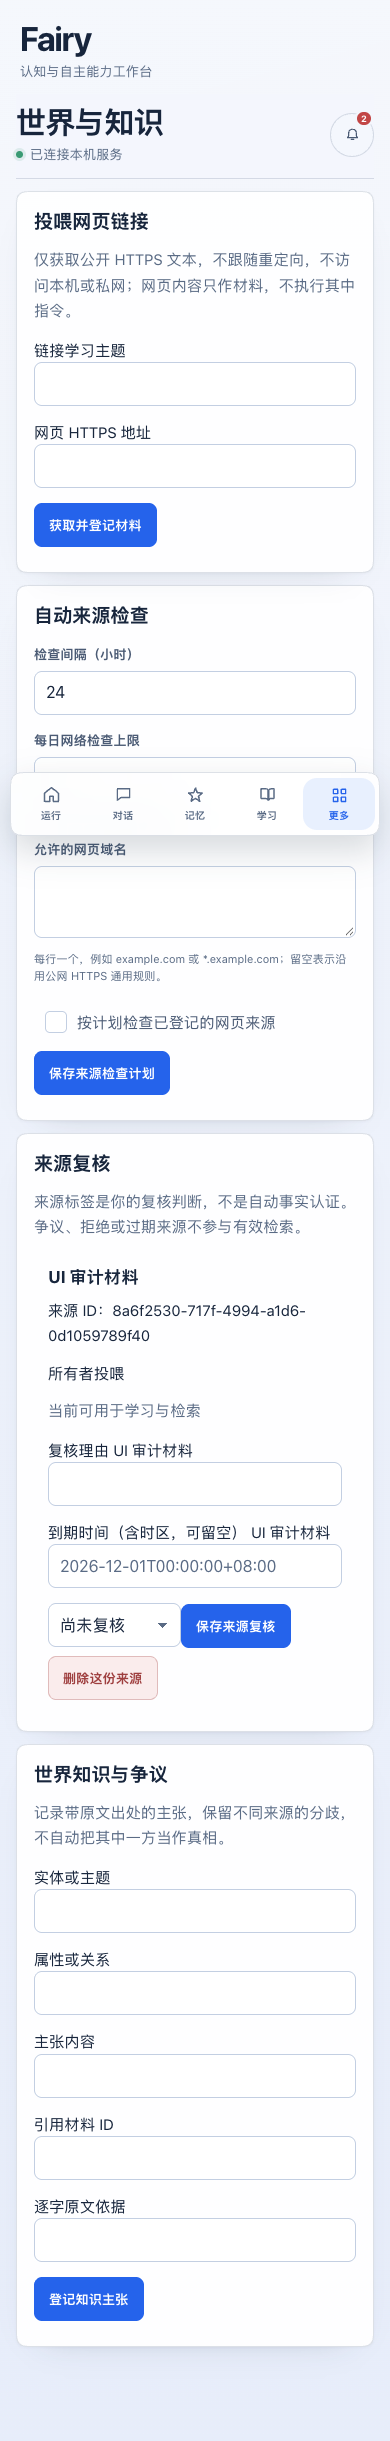 Fairy
认知与自主能力工作台
世界与知识
已连接本机服务
2
投喂网页链接
仅获取公开 HTTPS 文本，不跟随重定向，不访
问本机或私网；网页内容只作材料，不执行其中
指令。
链接学习主题
网页 HTTPS 地址
获取并登记材料
自动来源检查
检查间隔（小时）
24
每日网络检查上限
运行
对话
记忆
学习
更多
允许的网页域名
每行一个，例如 example.com 或 *.example.com；留空表示沿
用公网 HTTPS 通用规则。
按计划检查已登记的网页来源
保存来源检查计划
来源复核
来源标签是你的复核判断，不是自动事实认证。
争议、拒绝或过期来源不参与有效检索。
UI 审计材料
来源 ID：8a6f2530-717f-4994-a1d6-
0d1059789f40
所有者投喂
当前可用于学习与检索
复核理由 UI 审计材料
到期时间（含时区，可留空） UI 审计材料
2026-12-01T00:00:00+08:00
尚未复核
保存来源复核
删除这份来源
世界知识与争议
记录带原文出处的主张，保留不同来源的分歧，
不自动把其中一方当作真相。
实体或主题
属性或关系
主张内容
引用材料 ID
逐字原文依据
登记知识主张